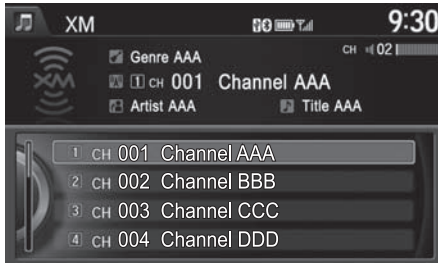 XM 9:30
Genre AAA
CH 02
XM 1 CH 001 Channel AAA
Artist AAA Title AAA
1 CH 001 Channel AAA
2 CH 002 Channel BBB
3 CH 003 Channel CCC
4 CH 004 Channel DDD